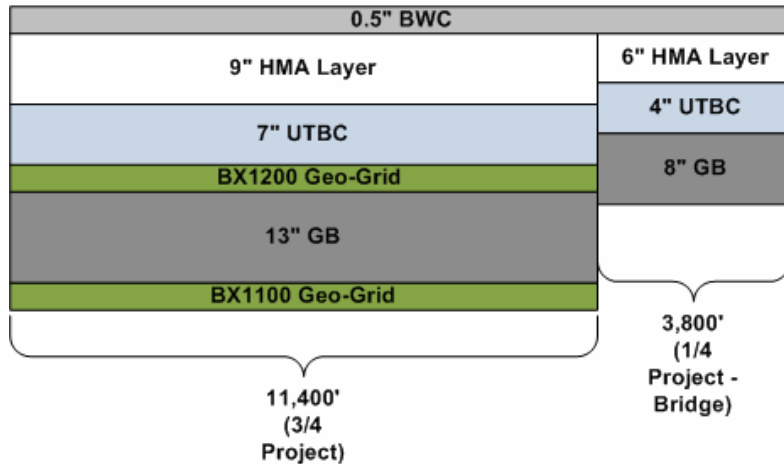 0.5" BWC
9" HMA Layer
6" HMA Layer
7" UTBC
4" UTBC
BX1200 Geo-Grid
8" GB
13" GB
BX1100 Geo-Grid
3,800'
(1/4
Project -
Bridge)
11,400'
(3/4
Project)